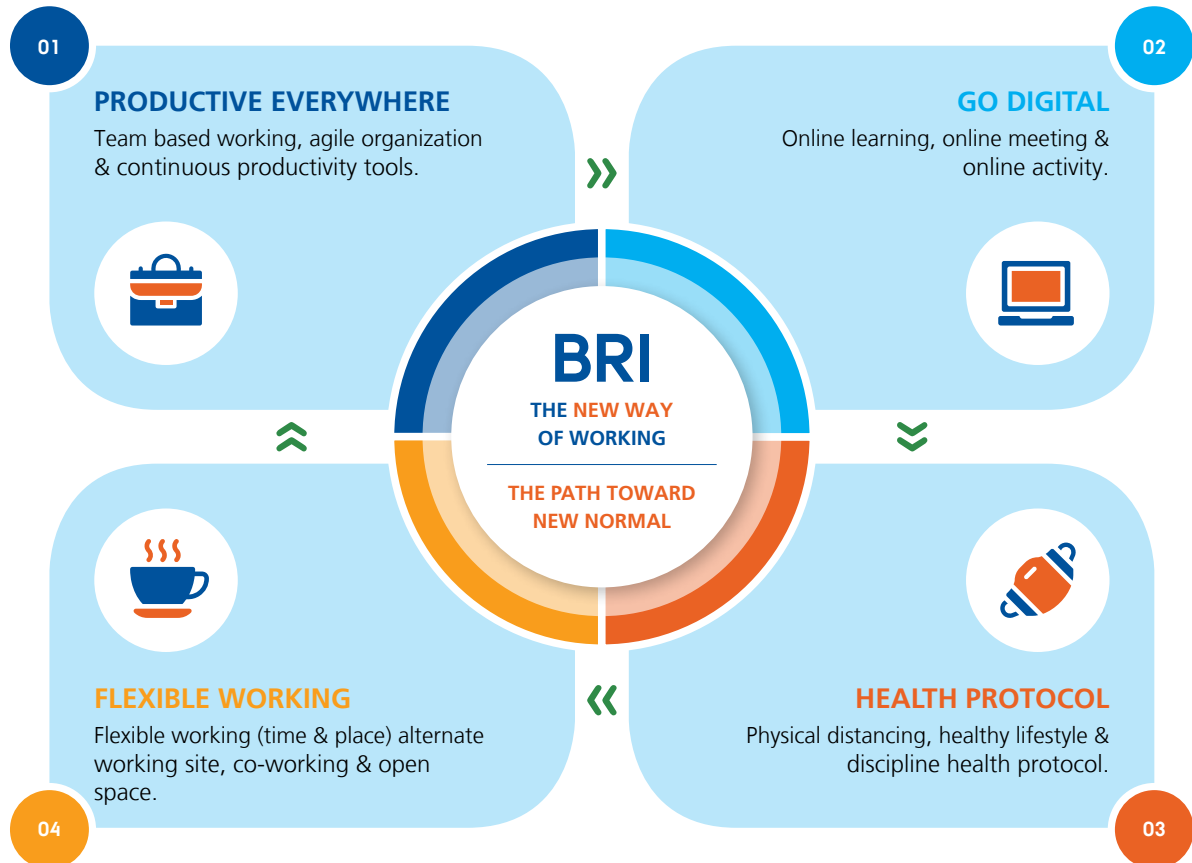 01
PRODUCTIVE EVERYWHERE
Team based working, agile organization
& continuous productivity tools.
02
GO DIGITAL
Online learning, online meeting &
online activity.
BRI
THE NEW WAY
OF WORKING
THE PATH TOWARD
NEW NORMAL
HEALTH PROTOCOL
Physical distancing, healthy lifestyle &
discipline health protocol.
03
FLEXIBLE WORKING
Flexible working (time & place) alternate
working site, co-working & open
space.
04